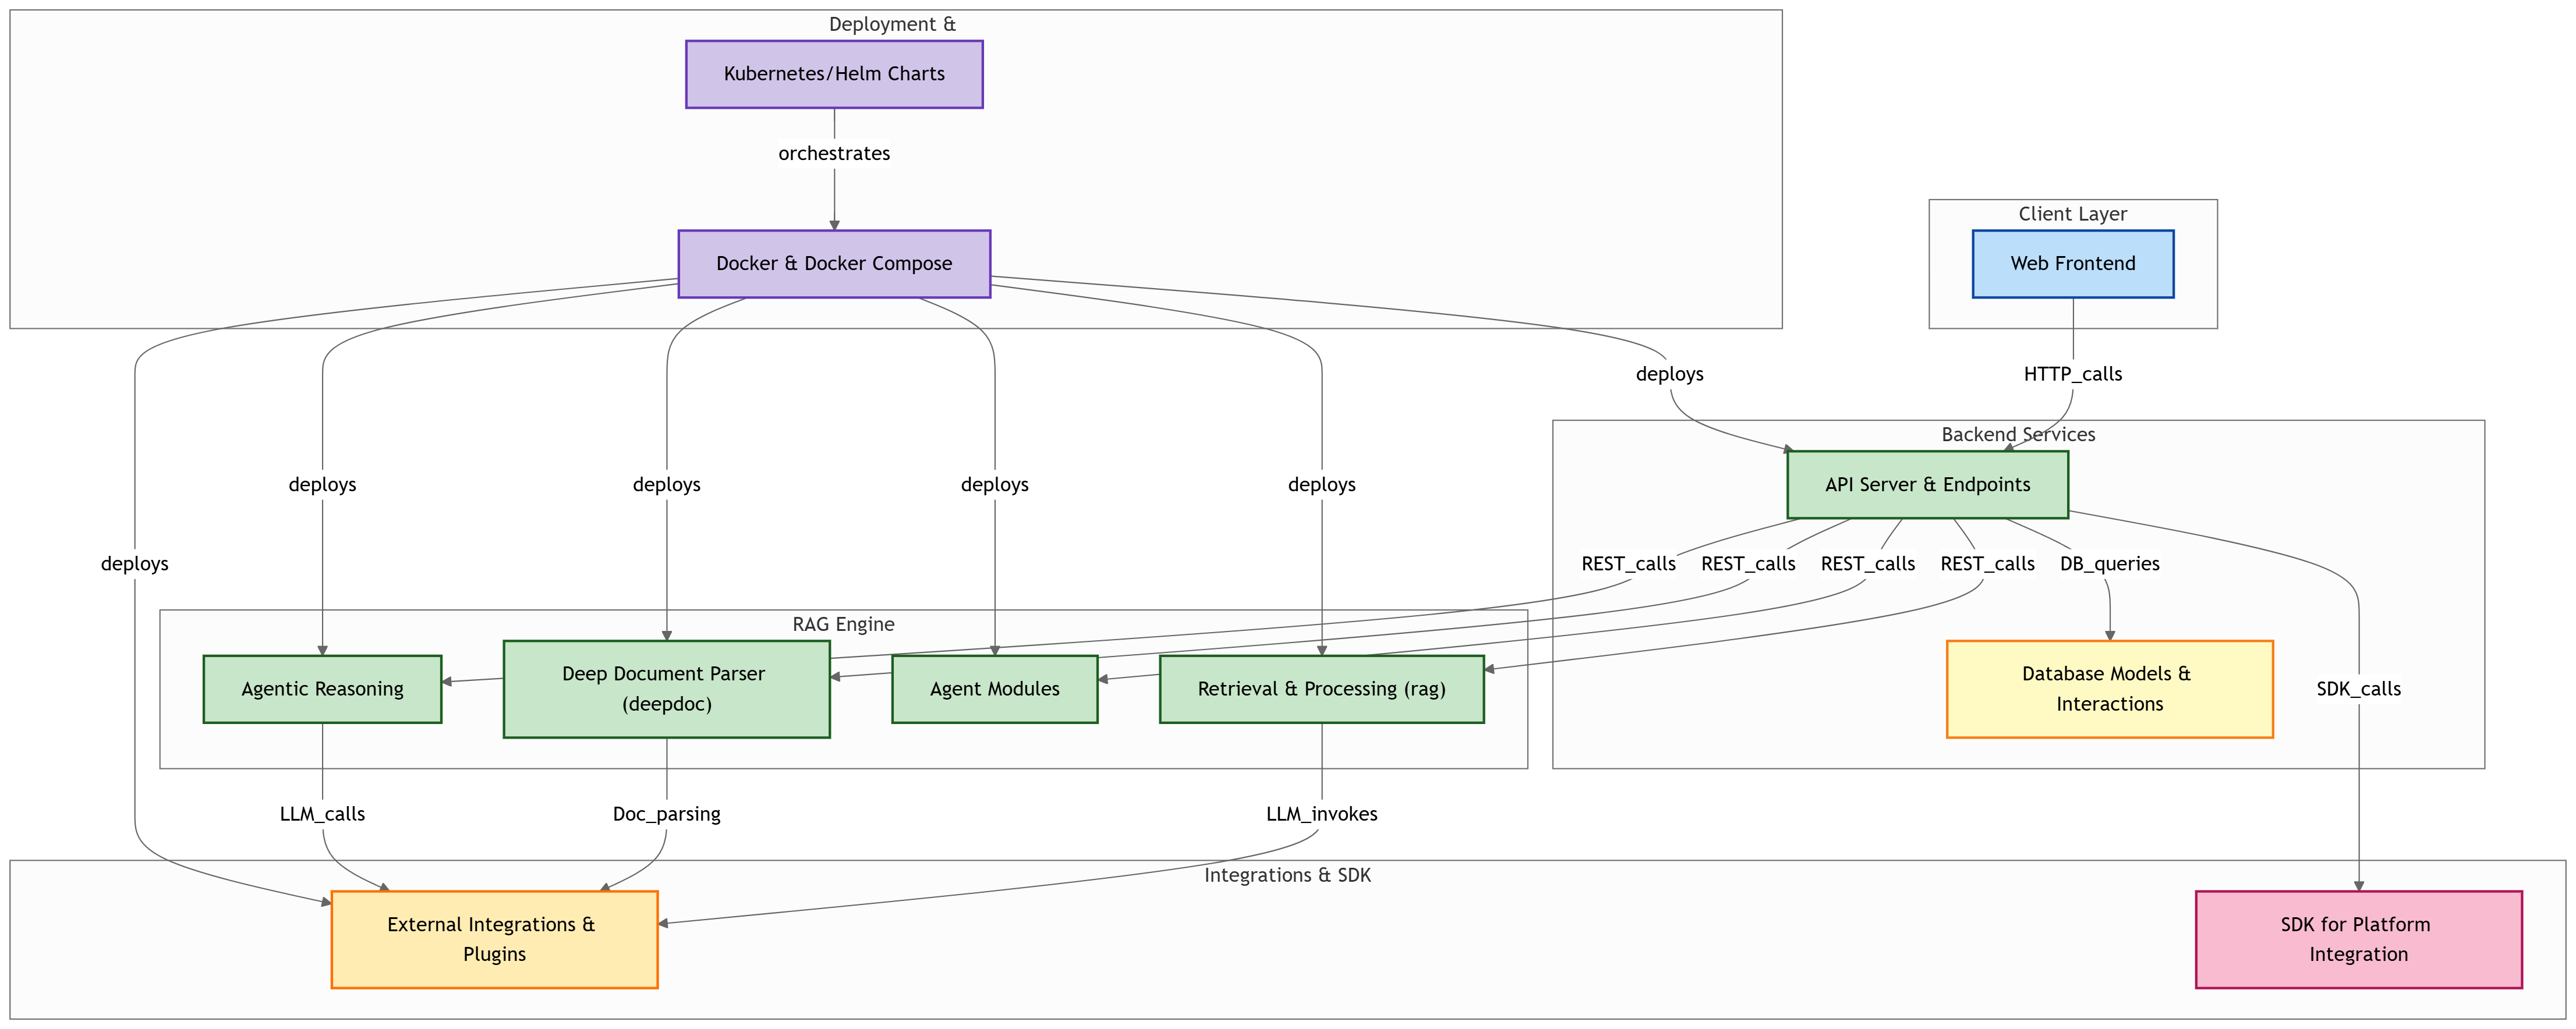 Deployment &
Kubernetes/Helm Charts
orchestrates
Client Layer
Docker & Docker Compose
Web Frontend
deploys
HTTP_calls
Backend Services
deploys
deploys
deploys
deploys
API Server & Endpoints
deploys
REST_calls
REST_calls
REST_calls
REST_calls
DB_queries
RAG Engine
Agentic Reasoning
Deep Document Parser
(deepdoc)
Agent Modules
Retrieval & Processing (rag)
Database Models &
Interactions
SDK_calls
LLM_calls
Doc_parsing
LLM_invokes
Integrations & SDK
External Integrations &
Plugins
SDK for Platform
Integration